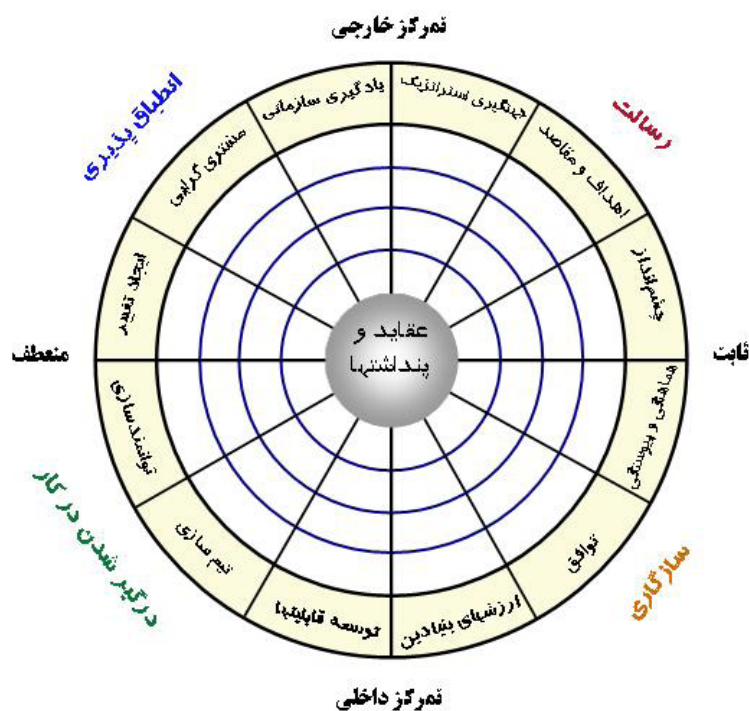 تمرکز خارجی
انطباق پذیری
رسالت
یادگیری سازمانی
جهتگیری استراتژیک
مشتری گرایی
اهداف و مقاصد
ایجاد تغییر
چشم‌انداز
عقاید و
پنداشتها
منعطف
ثابت
توانمندسازی
هماهنگی و پیوستگی
تیم سازی
توافق
توسعه قابلیتها
ارزشهای بنیادین
درگیر شدن در کار
سازگاری
تمرکز داخلی